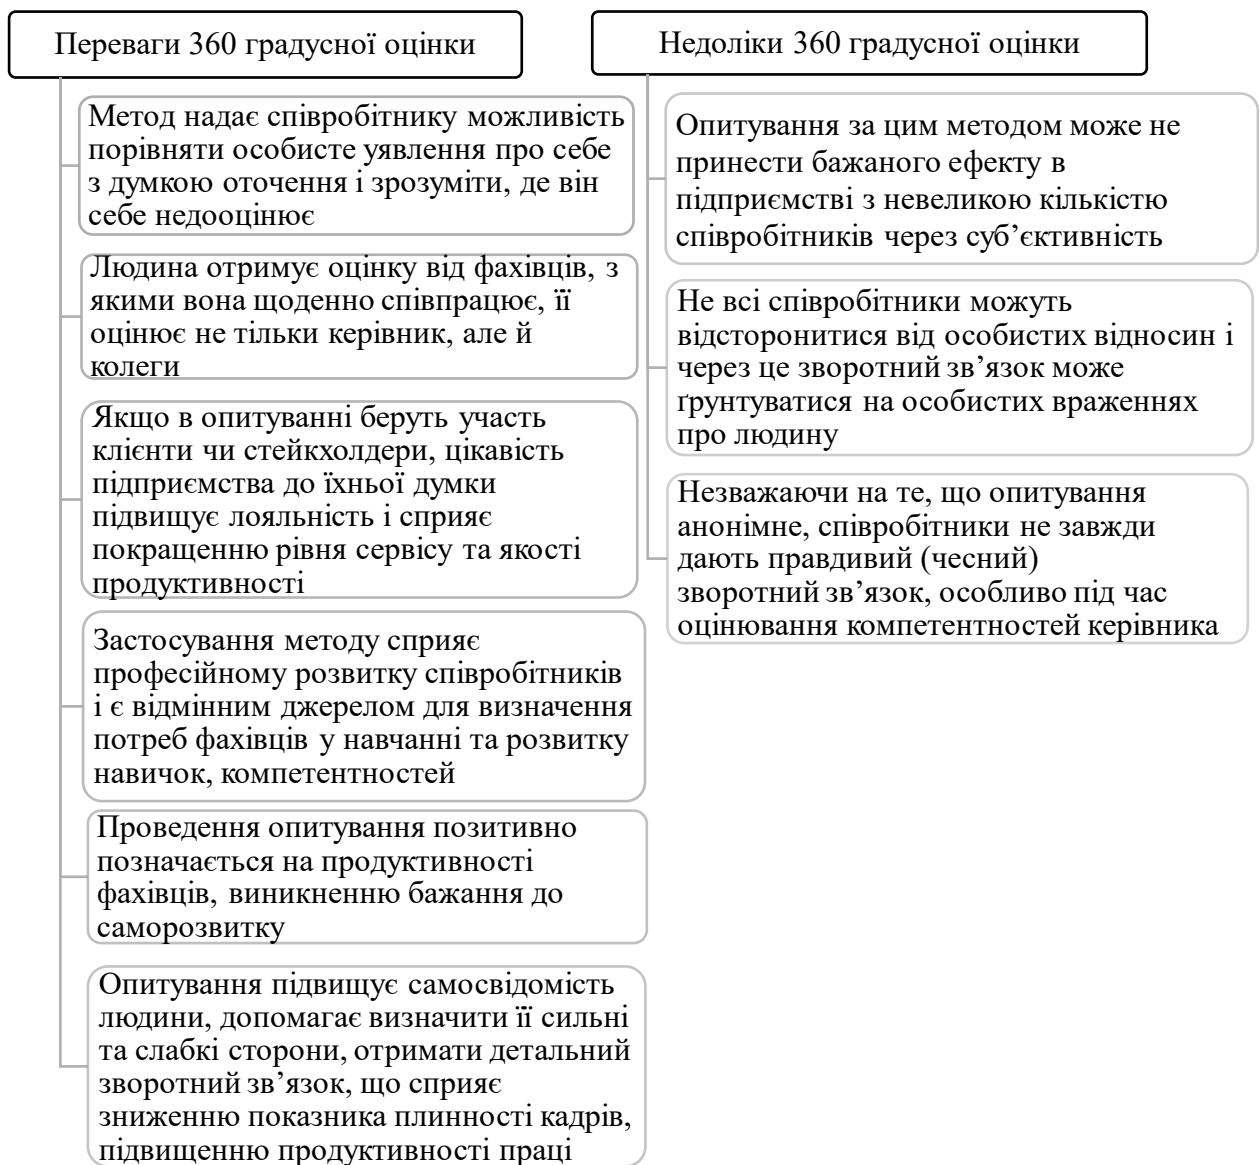 Переваги 360 градусної оцінки
Метод надає співробітнику можливість
порівняти особисте уявлення про себе
з думкою оточення і зрозуміти, де він
себе недооцінює
Людина отримує оцінку від фахівців, з
якими вона щоденно співпрацює, її
оцінює не тільки керівник, але й
колеги
Якщо в опитуванні беруть участь
клієнти чи стейкхолдери, цікавість
підприємства до їхньої думки
підвищує лояльність і сприяє
покращенню рівня сервісу та якості
продуктивності
Застосування методу сприяє
професійному розвитку співробітників
і є відмінним джерелом для визначення
потреб фахівців у навчанні та розвитку
навичок, компетентностей
Проведення опитування позитивно
позначається на продуктивності
фахівців, виникненню бажання до
саморозвитку
Опитування підвищує самосвідомість
людини, допомагає визначити її сильні
та слабкі сторони, отримати детальний
зворотний зв’язок, що сприяє
зниженню показника плинності кадрів,
підвищенню продуктивності праці
Недоліки 360 градусної оцінки
Опитування за цим методом може не
принести бажаного ефекту в
підприємстві з невеликою кількістю
співробітників через суб’єктивність
Не всі співробітники можуть
відсторонитися від особистих відносин і
через це зворотний зв’язок може
ґрунтуватися на особистих враженнях
про людину
Незважаючи на те, що опитування
анонімне, співробітники не завжди
дають правдивий (чесний)
зворотний зв’язок, особливо під час
оцінювання компетентностей керівника